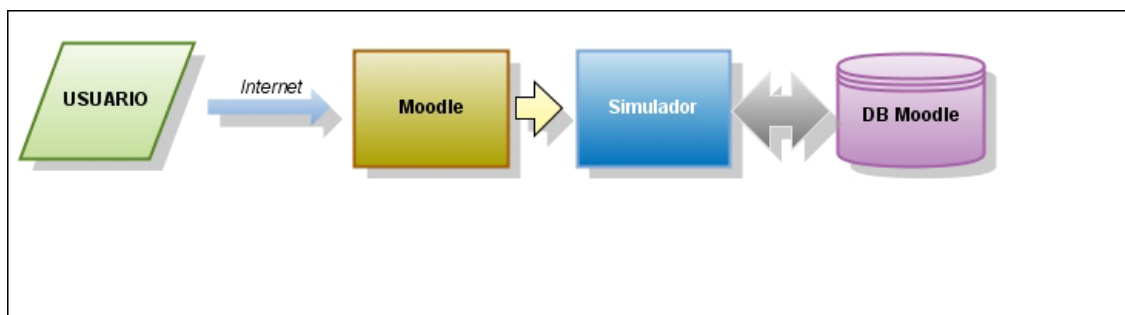 USUARIO
Internet
Moodle
Simulador
DB Moodle